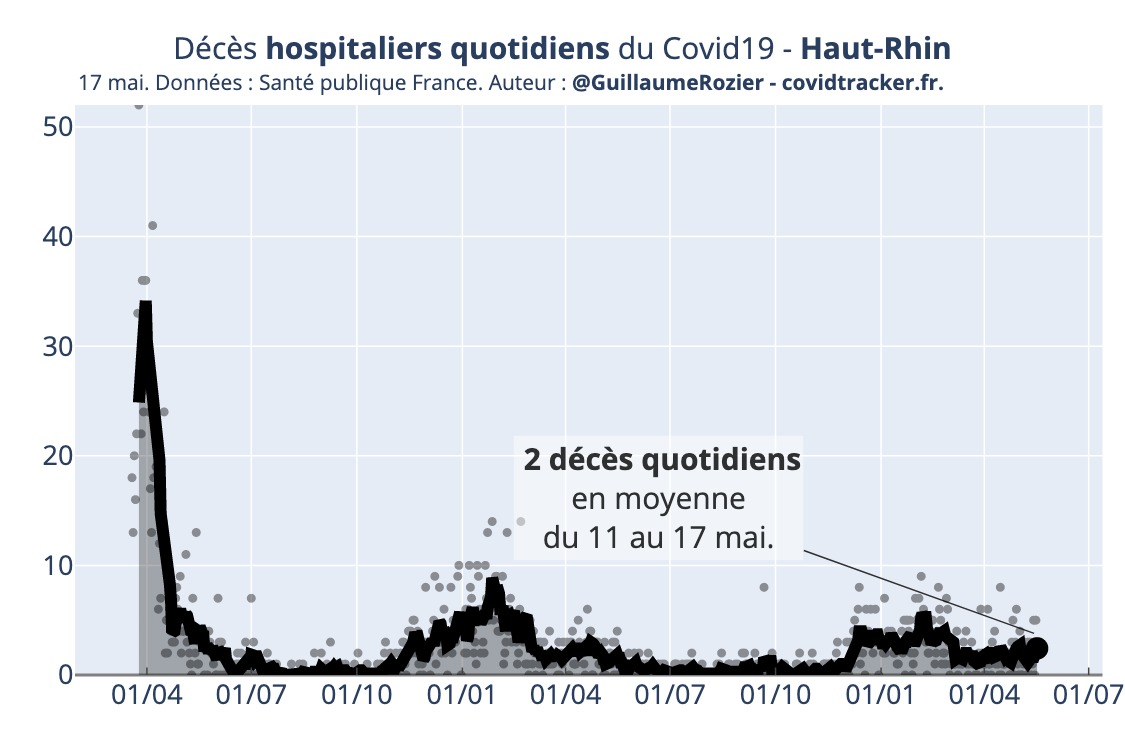 Décès hospitaliers quotidiens du Covid19 - Haut-Rhin
17 mai. Données : Santé publique France. Auteur : @GuillaumeRozier - covidtracker.fr.
50
40
30
20
10
0
2 décès quotidiens
en moyenne
du 11 au 17 mai.
01/04 01/07 01/10 01/01 01/04 01/07 01/10 01/01 01/04 01/07